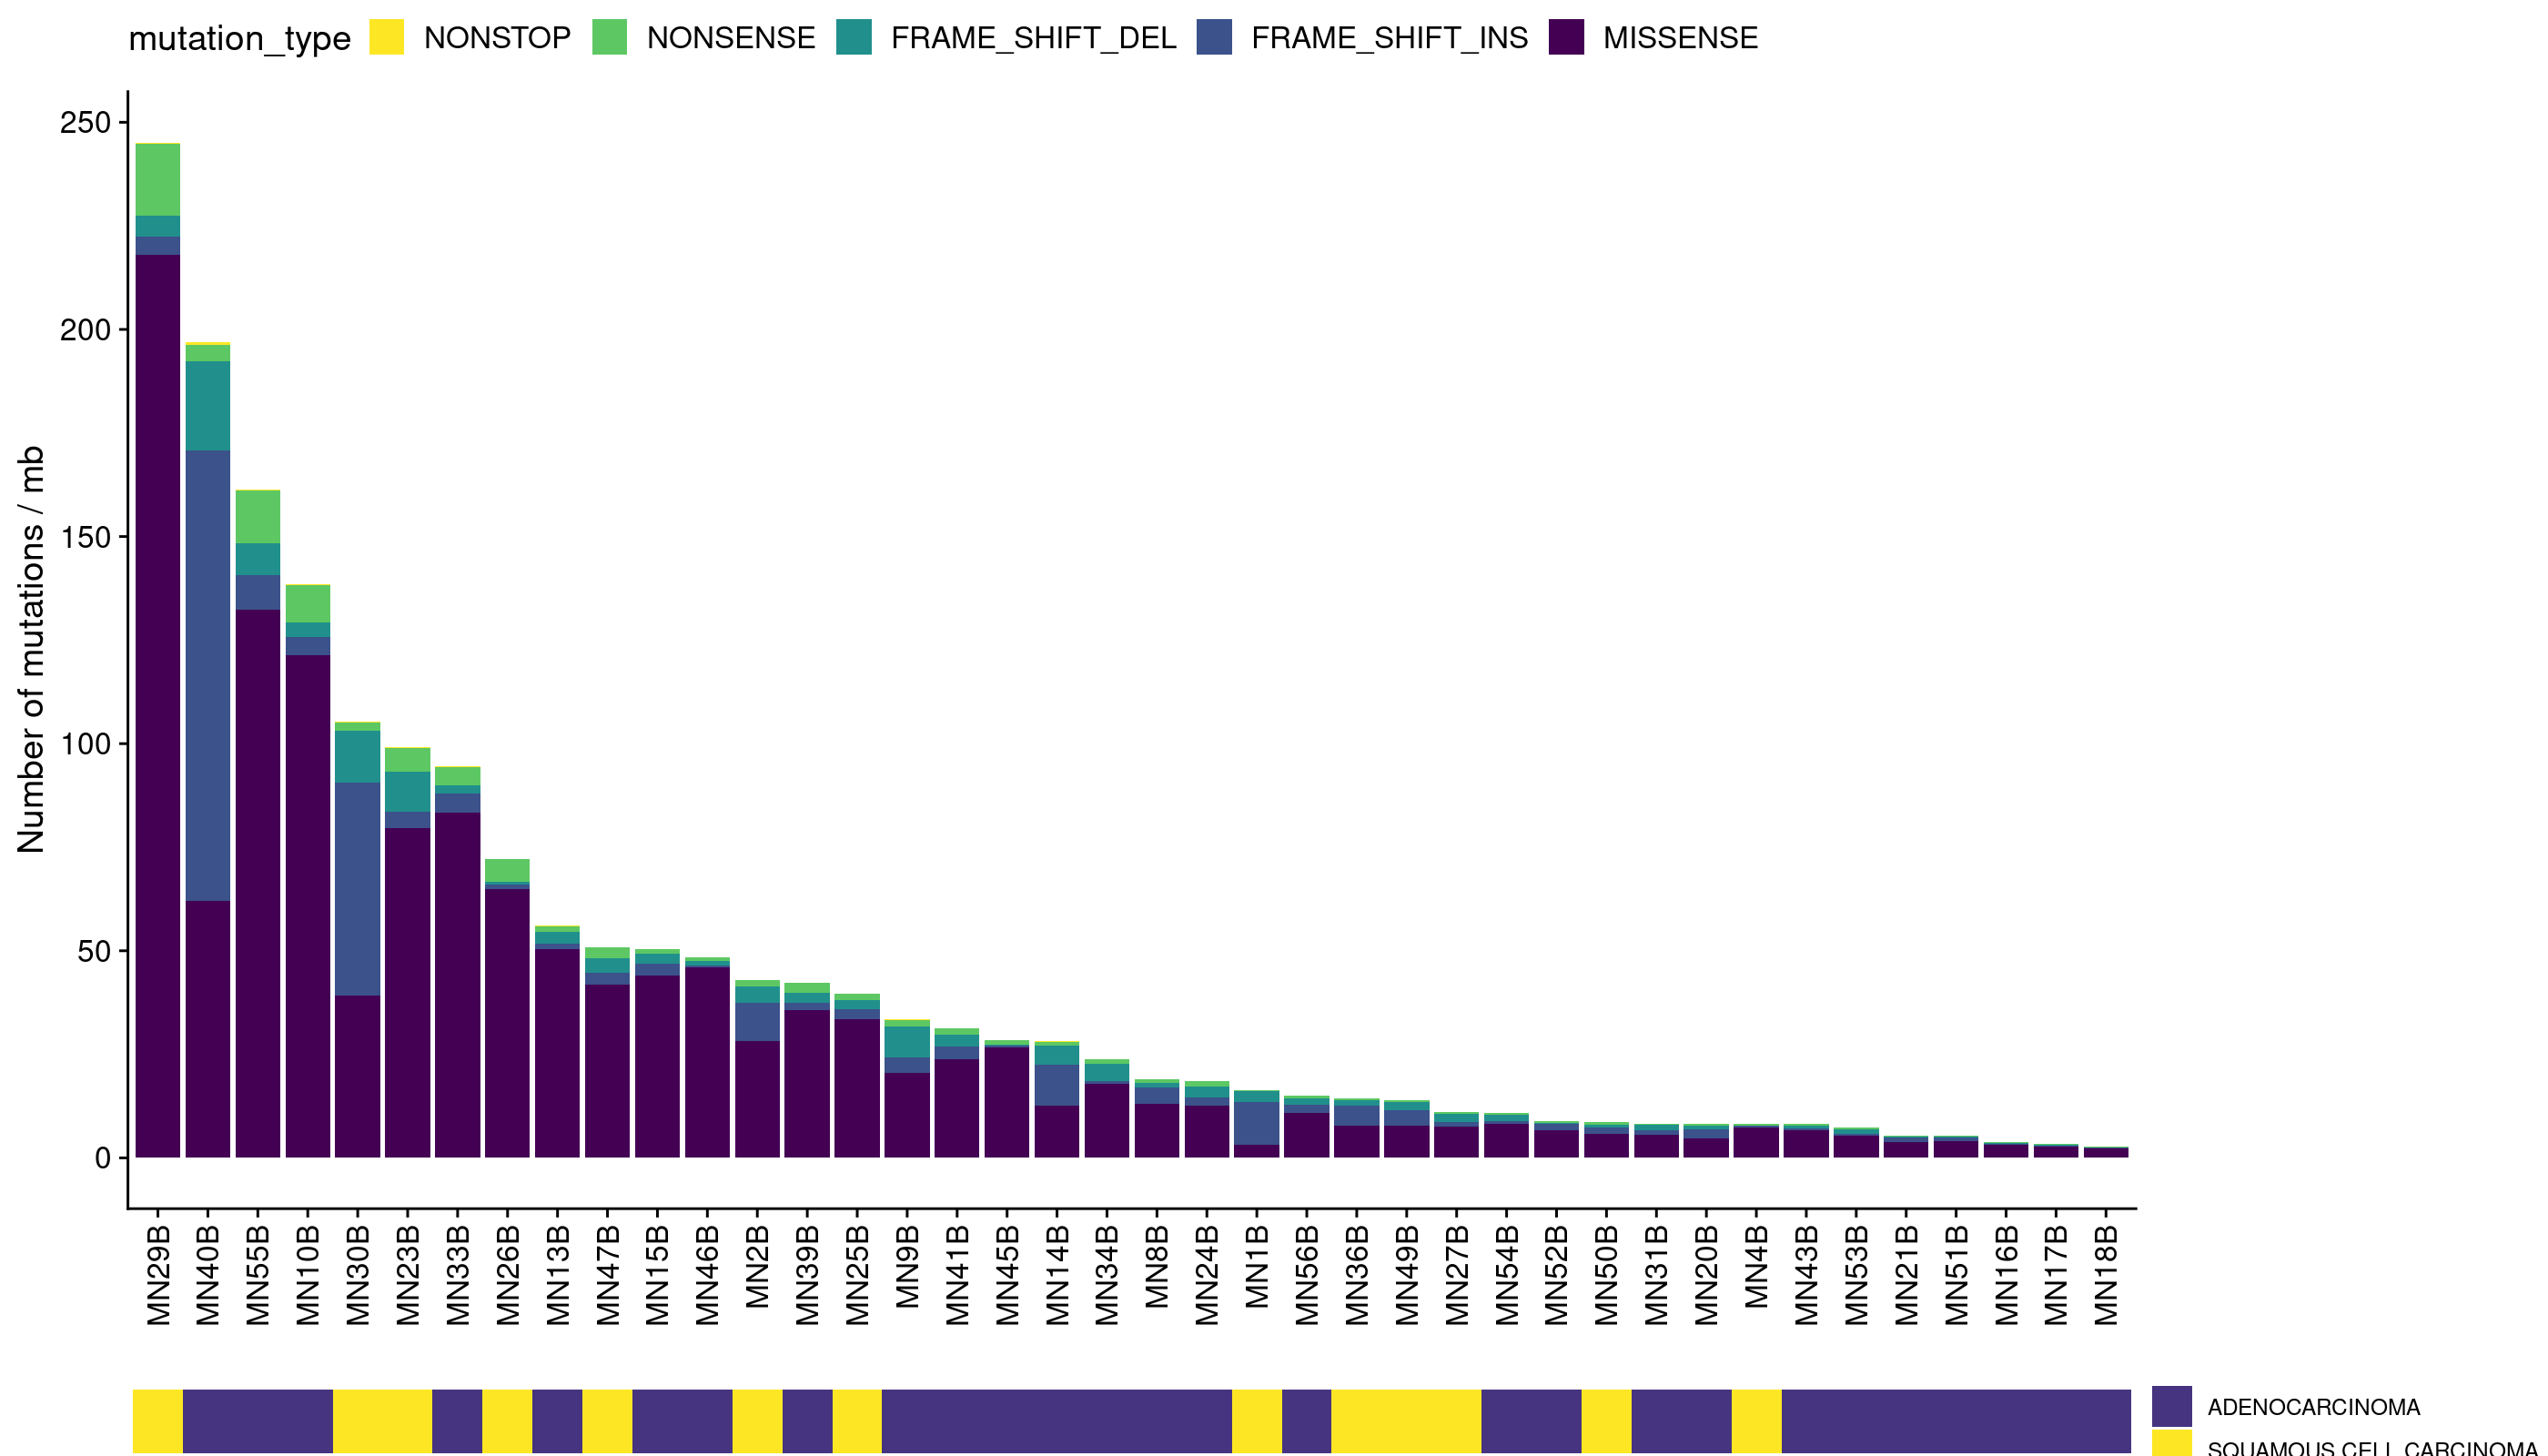 mutation_type NONSTOP NONSENSE FRAME_SHIFT_DEL FRAME_SHIFT_INS MISSENSE
Number of mutations / mb
250
200
150
100
50
0
MN29B MN40B MN55B MN10B MN30B MN23B MN33B MN26B MN13B MN47B MN15B MN46B MN2B MN39B MN25B MN9B MN41B MN45B MN14B MN34B MN8B MN24B MN1B MN56B MN36B MN49B MN27B MN54B MN52B MN50B MN31B MN20B MN4B MN43B MN53B MN21B MN51B MN16B MN17B MN18B
ADENOCARCINOMA
SQUAMOUS CELL CARCINOMA